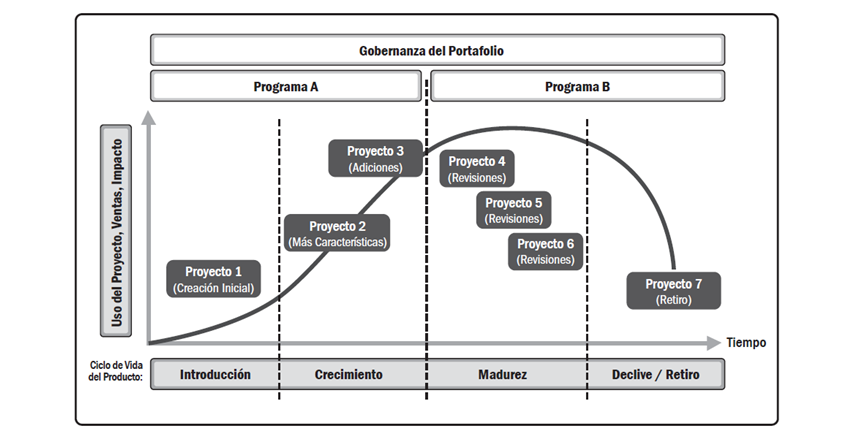 Gobernanza del Portafolio
Programa A
Programa B
Uso del Proyecto, Ventas, Impacto
Proyecto 1
(Creación Inicial)
Proyecto 2
(Más Características)
Proyecto 3
(Adiciones)
Proyecto 4
(Revisiones)
Proyecto 5
(Revisiones)
Proyecto 6
(Revisiones)
Proyecto 7
(Retiro)
Tiempo
Ciclo de Vida
del Producto:
Introducción
Crecimiento
Madurez
Declive / Retiro